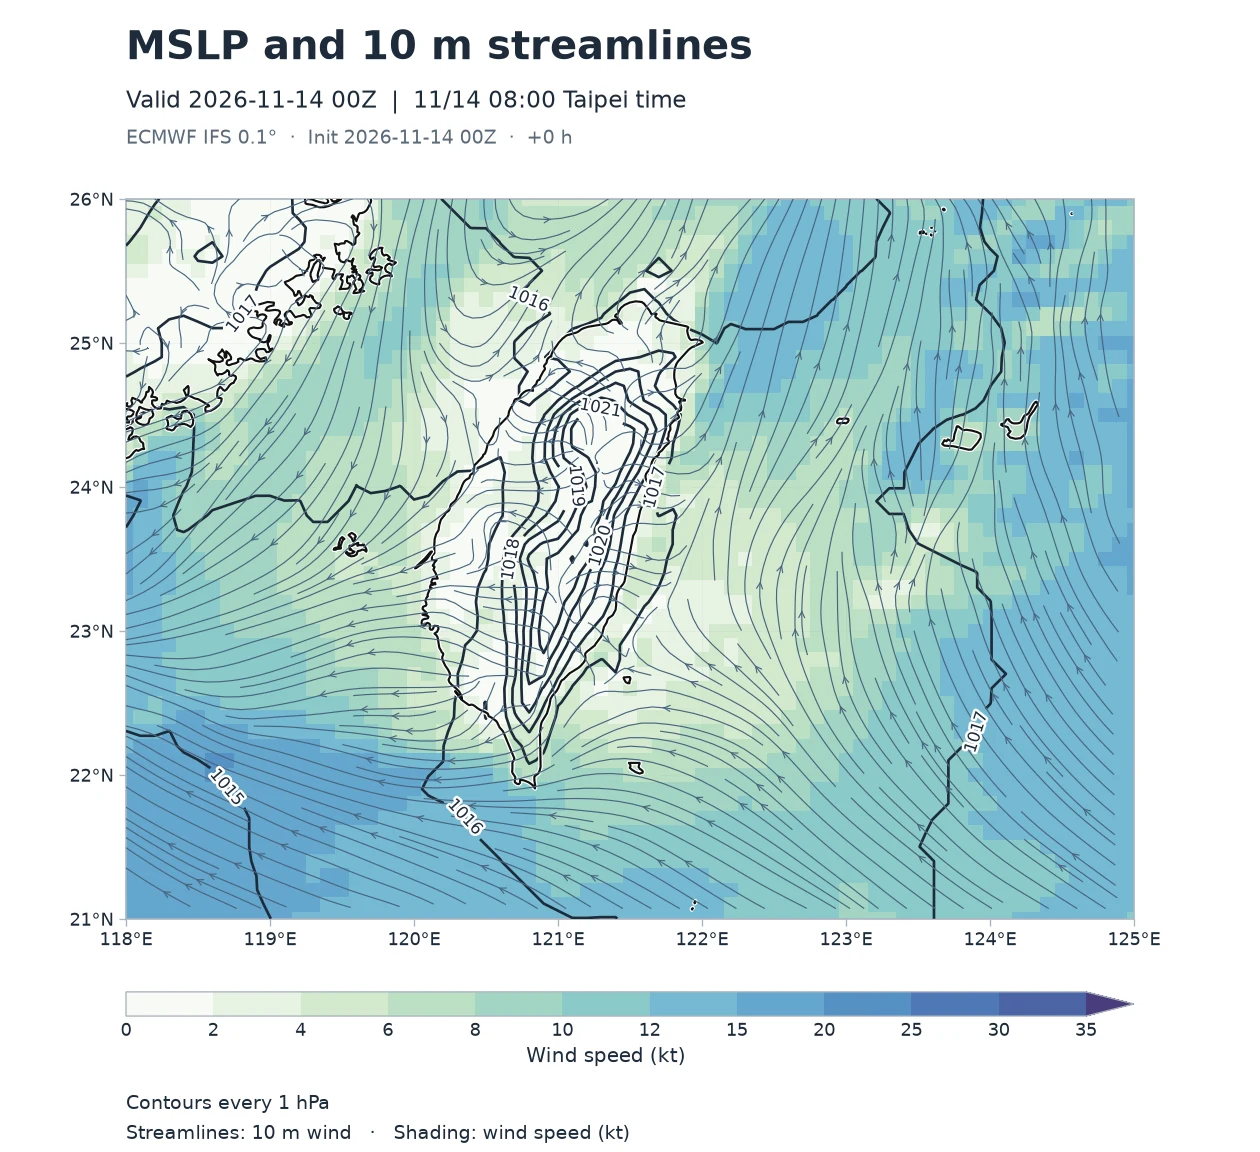 MSLP and 10 m streamlines
Valid 2026-11-14 00Z | 11/14 08:00 Taipei time
ECMWF IFS 0.1° · Init 2026-11-14 00Z · +0 h
26°N
25°N
24°N
23°N
22°N
21°N
1016
1017
1021
1019
1017
1020
1018
1017
1015
1016
118°E 119°E 120°E 121°E 122°E 123°E 124°E 125°E
0 2 4 6 8 10 12 15 20 25 30 35
Wind speed (kt)
Contours every 1 hPa
Streamlines: 10 m wind · Shading: wind speed (kt)